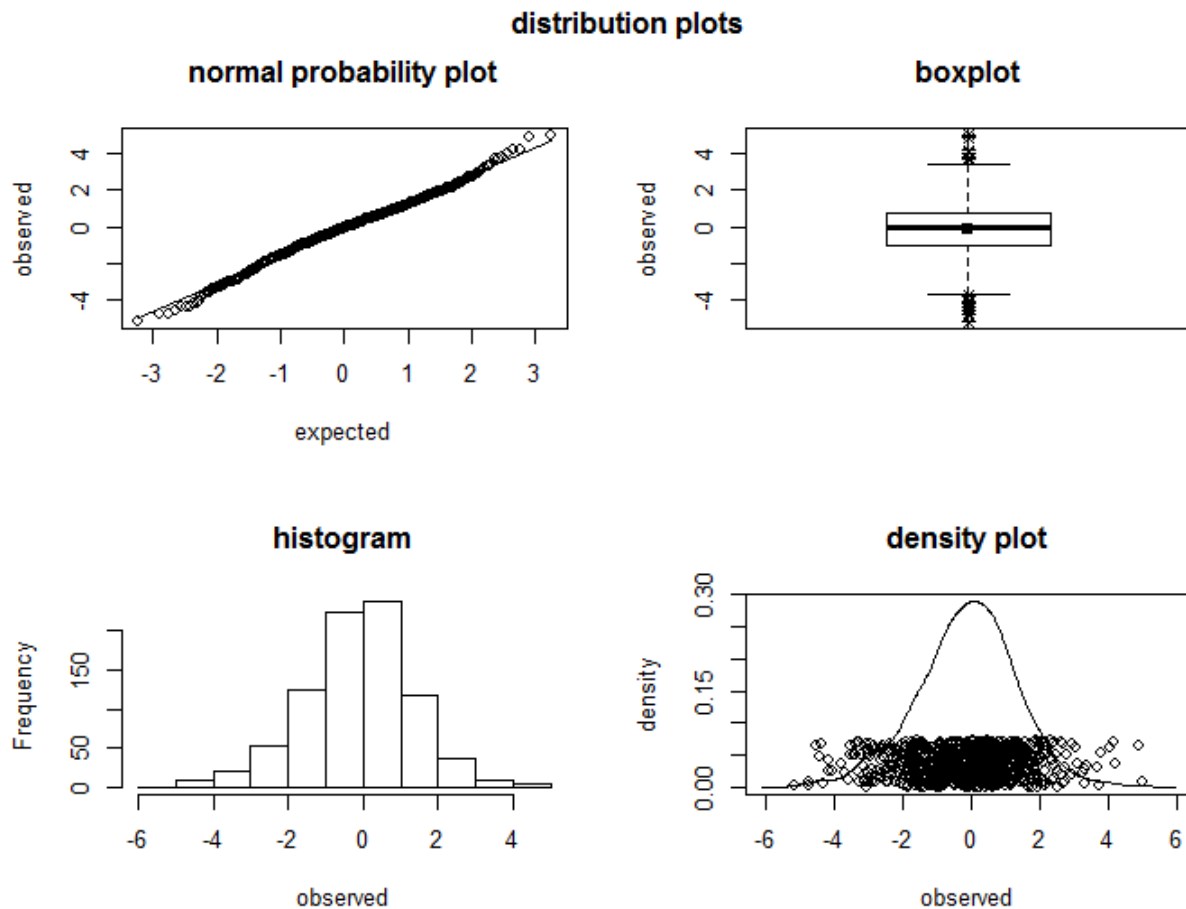 distribution plots
normal probability plot
observed
4
2
0
-4
-3 -2 -1 0 1 2 3
expected
boxplot
observed
4
2
0
-4
histogram
Frequency
150
50
0
-6 -4 -2 0 2 4
observed
density plot
density
0.30
0.15
0.00
-6 -4 -2 0 2 4 6
observed